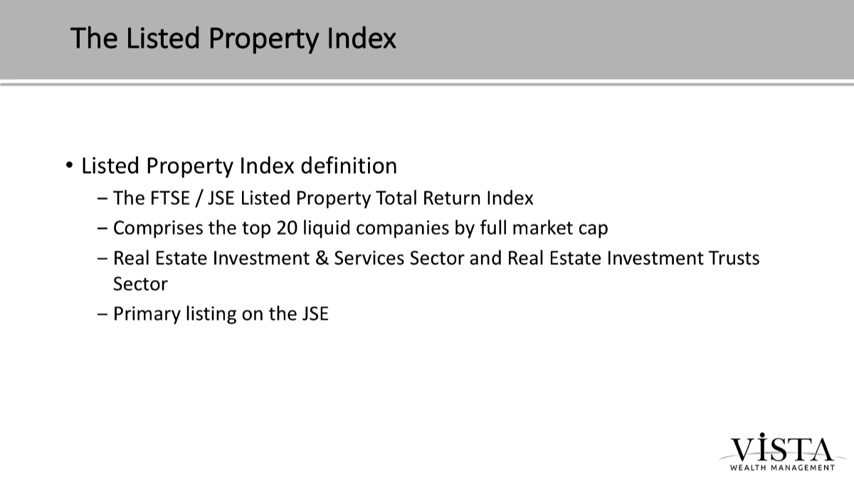 The Listed Property Index
• Listed Property Index definition
– The FTSE / JSE Listed Property Total Return Index
– Comprises the top 20 liquid companies by full market cap
– Real Estate Investment & Services Sector and Real Estate Investment Trusts
Sector
– Primary listing on the JSE
VISTA
WEALTH MANAGEMENT